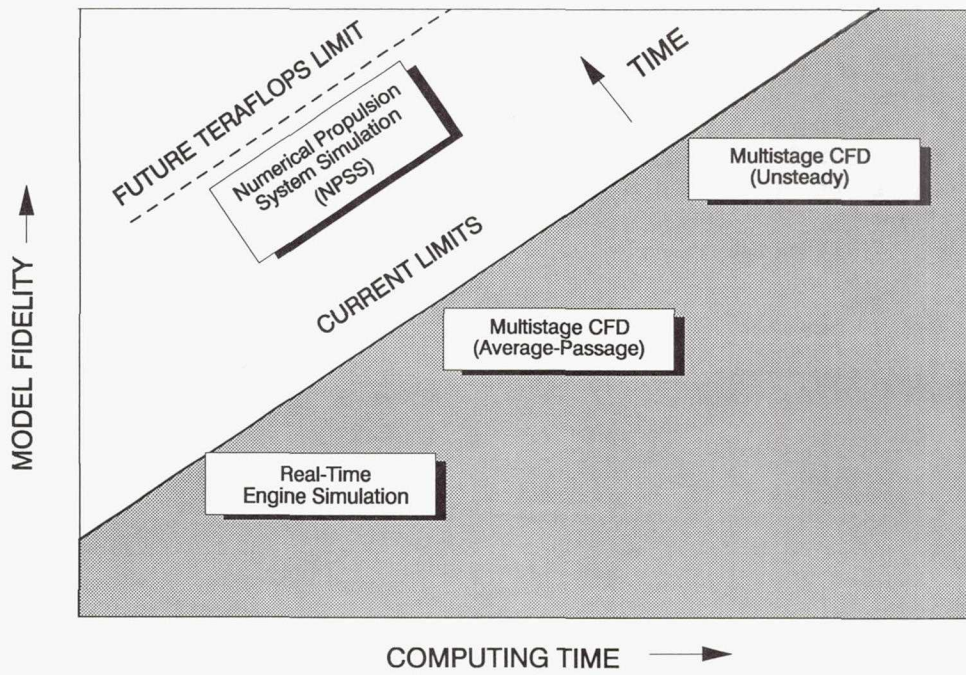 FUTURE TERAFLOPS LIMIT
Numerical Propulsion
System Simulation
(NPSS)
TIME
Multistage CFD
(Unsteady)
CURRENT LIMITS
Multistage CFD
(Average-Passage)
Real-Time
Engine Simulation
MODEL FIDELITY
COMPUTING TIME